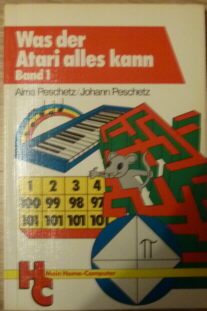 Was der
Atari alles kann
Band 1
Alma Peschetz/Johann Peschetz
1 2 3 4
100 99 98 97
101 101 101 10
π
HC Mein Home-Computer